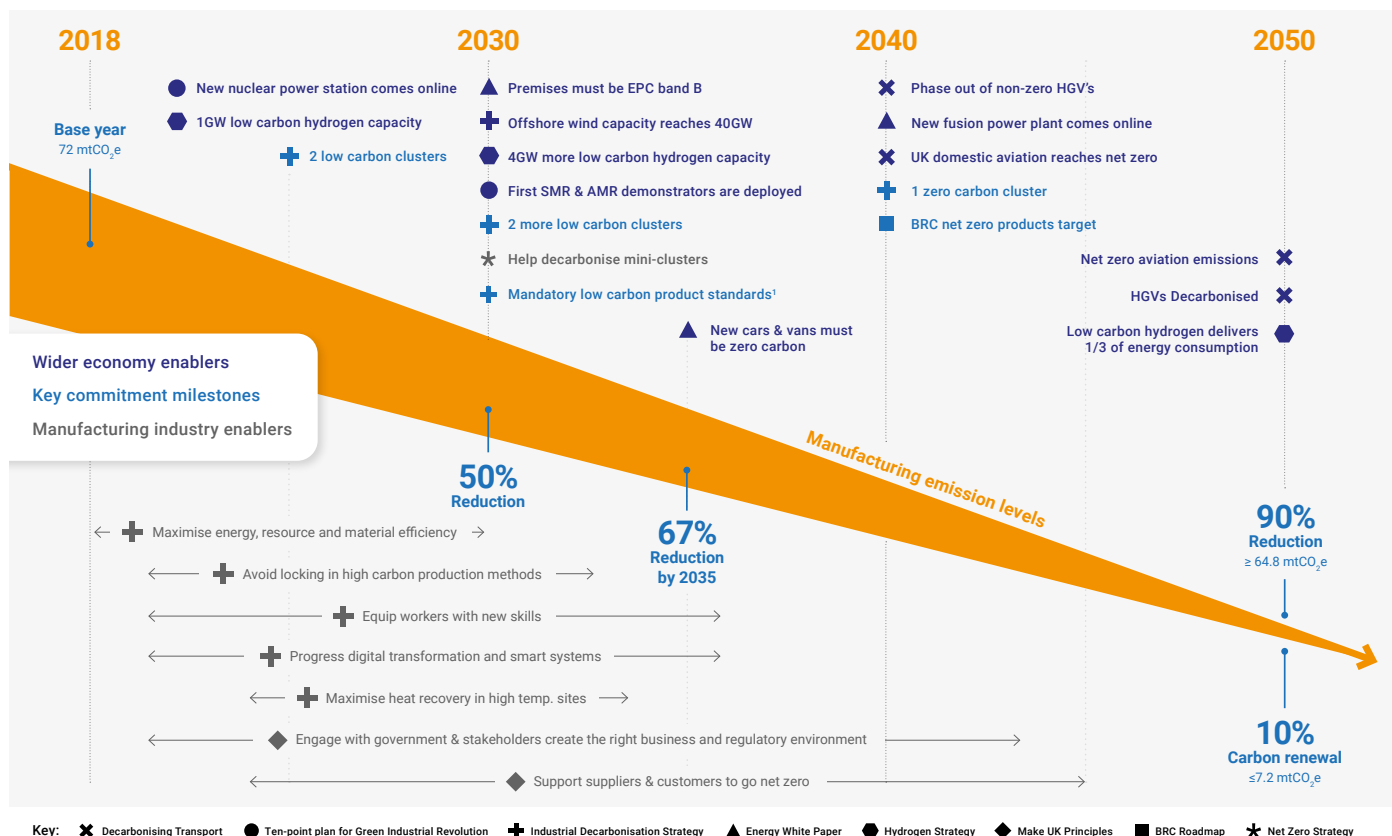 2018
2030
2040
2050
New nuclear power station comes online
1GW low carbon hydrogen capacity
2 low carbon clusters
Base year
72 mtCO₂e
Premises must be EPC band B
Offshore wind capacity reaches 40GW
4GW more low carbon hydrogen capacity
First SMR & AMR demonstrators are deployed
2 more low carbon clusters
Help decarbonise mini-clusters
Mandatory low carbon product standards¹
New cars & vans must
be zero carbon
Phase out of non-zero HGV's
New fusion power plant comes online
UK domestic aviation reaches net zero
1 zero carbon cluster
BRC net zero products target
Net zero aviation emissions
HGVs Decarbonised
Low carbon hydrogen delivers
1/3 of energy consumption
Wider economy enablers
Key commitment milestones
Manufacturing industry enablers
Manufacturing emission levels
50%
Reduction
67%
Reduction
by 2035
90%
Reduction
≥ 64.8 mtCO₂e
10%
Carbon renewal
≤7.2 mtCO₂e
Maximise energy, resource and material efficiency
Avoid locking in high carbon production methods
Equip workers with new skills
Progress digital transformation and smart systems
Maximise heat recovery in high temp. sites
Engage with government & stakeholders create the right business and regulatory environment
Support suppliers & customers to go net zero
Key: Decarbonising Transport Ten-point plan for Green Industrial Revolution Industrial Decarbonisation Strategy Energy White Paper Hydrogen Strategy Make UK Principles BRC Roadmap Net Zero Strategy